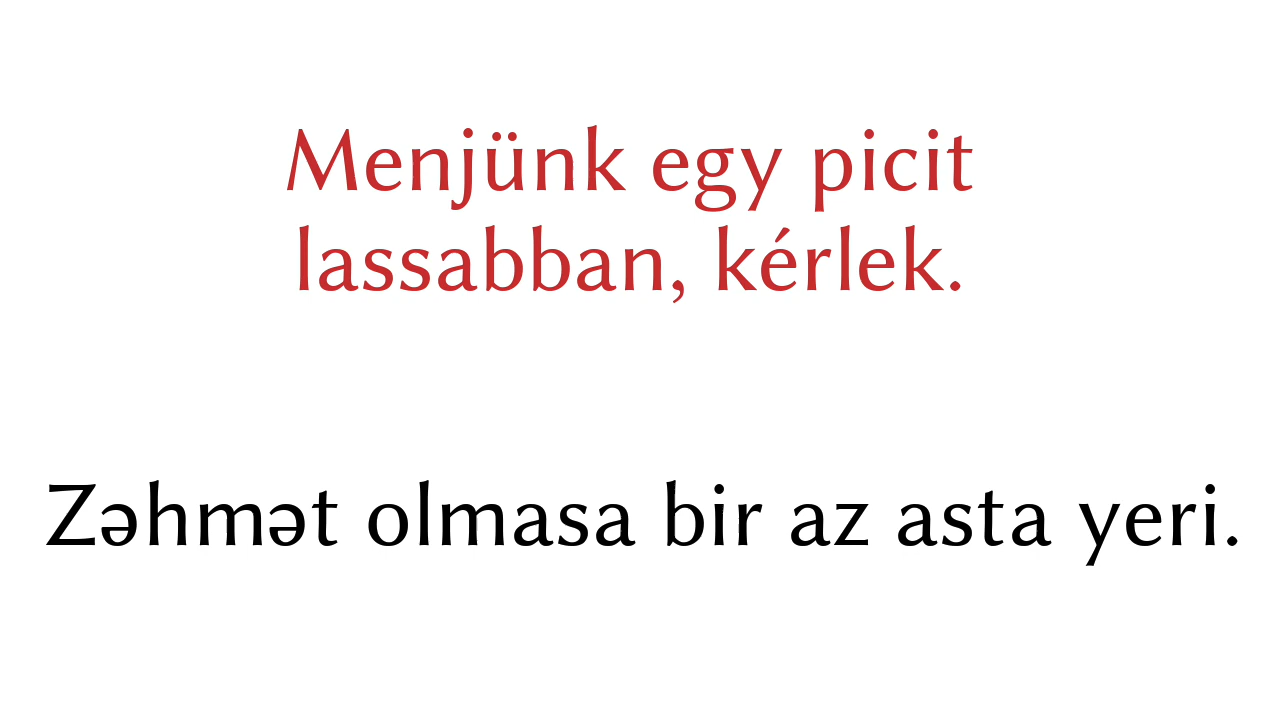 Menjünk egy picit
lassabban, kérlek.
Zəhmət olmasa bir az asta yeri.